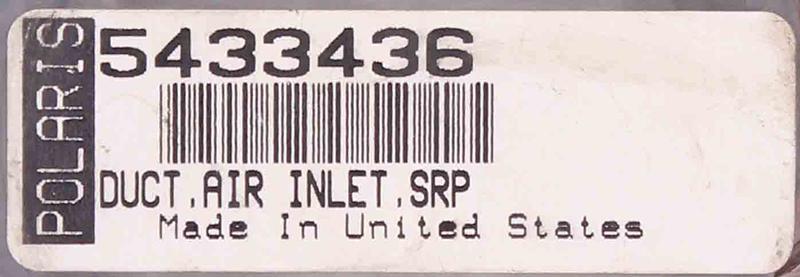 POLARIS
5433436
DUCT,AIR INLET,SRP
Made In United States